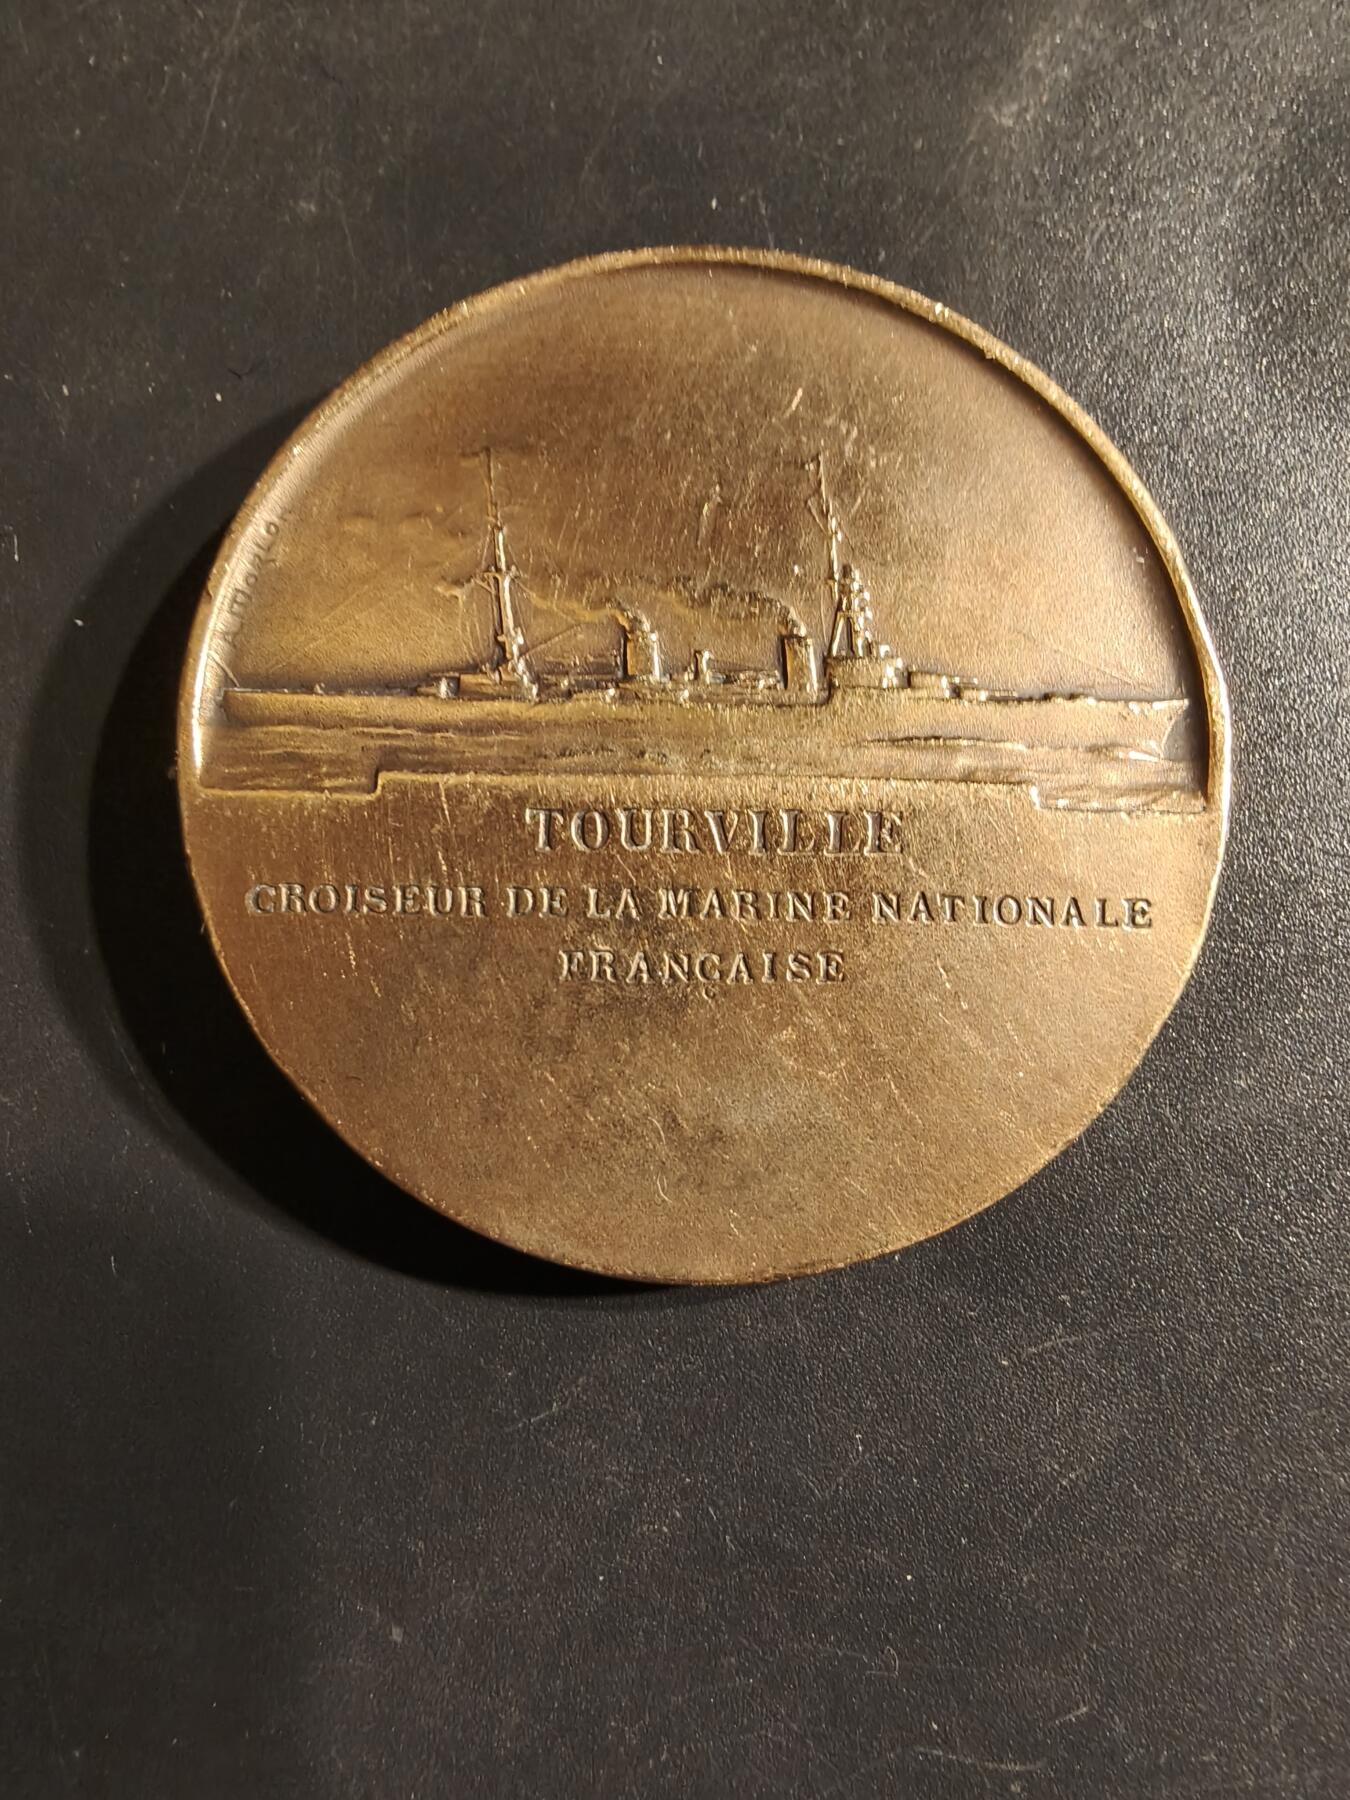 TOURVILLE
CROISEUR DE LA MARINE NATIONALE
FRANÇAISE